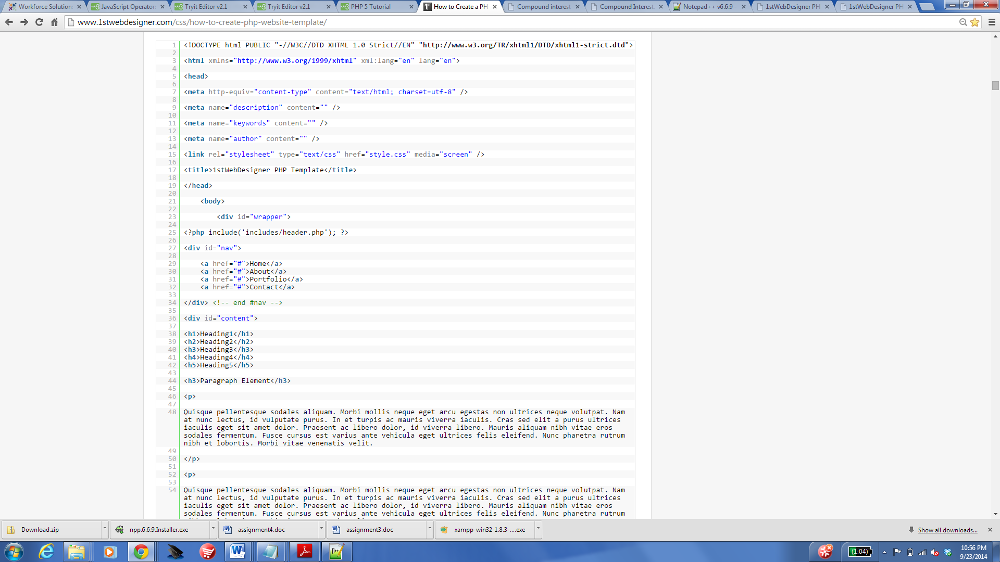 Workforce Solution
JavaScript Operator
Tryit Editor v2.1
Tryit Editor v2.1
PHP 5 Tutorial
How to Create a PH
Compound interest
Compound Interest.
Notepad++ v6.6.9 -
1stWebDesigner PH
1stWebDesigner PH
www.1stwebdesigner.com/css/how-to-create-php-website-template/
1 <!DOCTYPE html PUBLIC "-//W3C//DTD XHTML 1.0 Strict//EN" "http://www.w3.org/TR/xhtml1/DTD/xhtml1-strict.dtd">
2
3 <html xmlns="http://www.w3.org/1999/xhtml" xml:lang="en" lang="en">
4
5 <head>
6
7 <meta http-equiv="content-type" content="text/html; charset=utf-8" />
8
9 <meta name="description" content="" />
10
11 <meta name="keywords" content="" />
12
13 <meta name="author" content="" />
14
15 <link rel="stylesheet" type="text/css" href="style.css" media="screen" />
16
17 <title>1stWebDesigner PHP Template</title>
18
19 </head>
20
21 <body>
22
23 <div id="wrapper">
24
25 <?php include('includes/header.php'); ?>
26
27 <div id="nav">
28
29 <a href="#">Home</a>
30 <a href="#">About</a>
31 <a href="#">Portfolio</a>
32 <a href="#">Contact</a>
33
34 </div> <!-- end #nav -->
35
36 <div id="content">
37
38 <h1>Heading1</h1>
39 <h2>Heading2</h2>
40 <h3>Heading3</h3>
41 <h4>Heading4</h4>
42 <h5>Heading5</h5>
43
44 <h3>Paragraph Element</h3>
45
46 <p>
47
48 Quisque pellentesque sodales aliquam. Morbi mollis neque eget arcu egestas non ultrices neque volutpat. Nam
at nunc lectus, id vulputate purus. In et turpis ac mauris viverra iaculis. Cras sed elit a purus ultrices
iaculis eget sit amet dolor. Praesent ac libero dolor, id viverra libero. Mauris aliquam nibh vitae eros
sodales fermentum. Fusce cursus est varius ante vehicula eget ultrices felis eleifend. Nunc pharetra rutrum
nibh et lobortis. Morbi vitae venenatis velit.
49
50 </p>
51
52 <p>
53
54 Quisque pellentesque sodales aliquam. Morbi mollis neque eget arcu egestas non ultrices neque volutpat. Nam
at nunc lectus, id vulputate purus. In et turpis ac mauris viverra iaculis. Cras sed elit a purus ultrices
iaculis eget sit amet dolor. Praesent ac libero dolor, id viverra libero. Mauris aliquam nibh vitae eros
sodales fermentum. Fusce cursus est varius ante vehicula eget ultrices felis eleifend. Nunc pharetra rutrum
Download.zip
npp.6.6.9.Installer.exe
assignment4.doc
assignment3.doc
xampp-win32-1.8.3-....exe
Show all downloads...
(1:04)
10:56 PM
9/23/2014